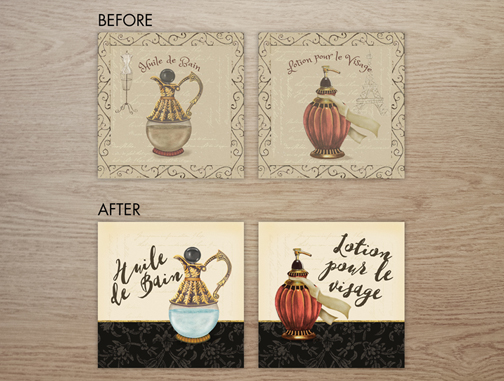 BEFORE
Huile de Bain
Lotion pour le Visage
AFTER
Huile
de Bain
Lotion
pour le
visage